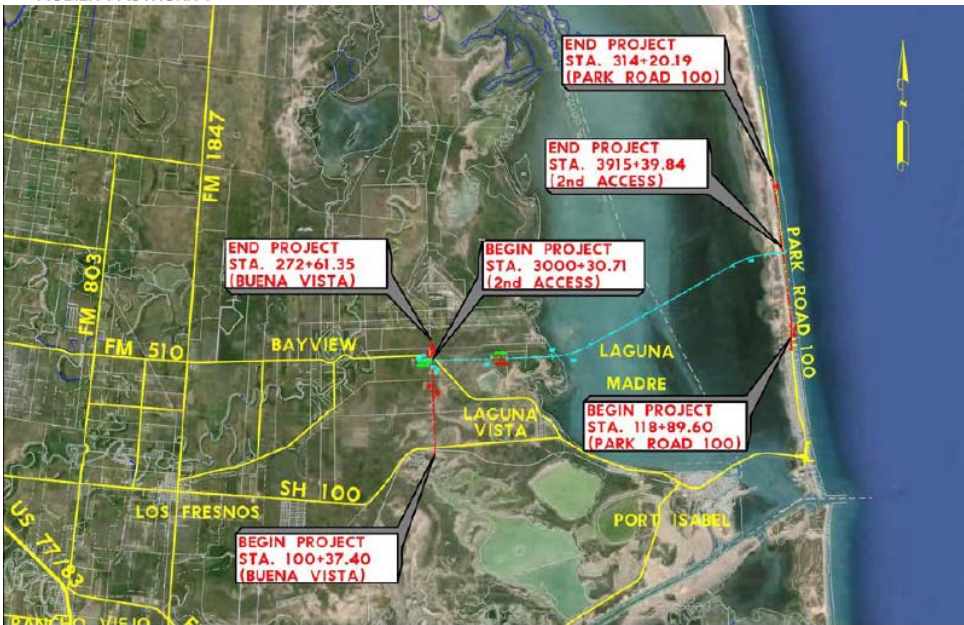 END PROJECT
STA. 314+20.19
(PARK ROAD 100)
END PROJECT
STA. 3915+39.84
(2nd ACCESS)
FM 1847
FM 803
PARK ROAD 100
END PROJECT
STA. 272+61.35
(BUENA VISTA)
BEGIN PROJECT
STA. 3000+30.71
(2nd ACCESS)
FM 510
BAYVIEW
LAGUNA
MADRE
LAGUNA
VISTA
BEGIN PROJECT
STA. 118+89.60
(PARK ROAD 100)
SH 100
LOS FRESNOS
PORT ISABEL
US 77/83
BEGIN PROJECT
STA. 100+37.40
(BUENA VISTA)
RANCHO VIEJO